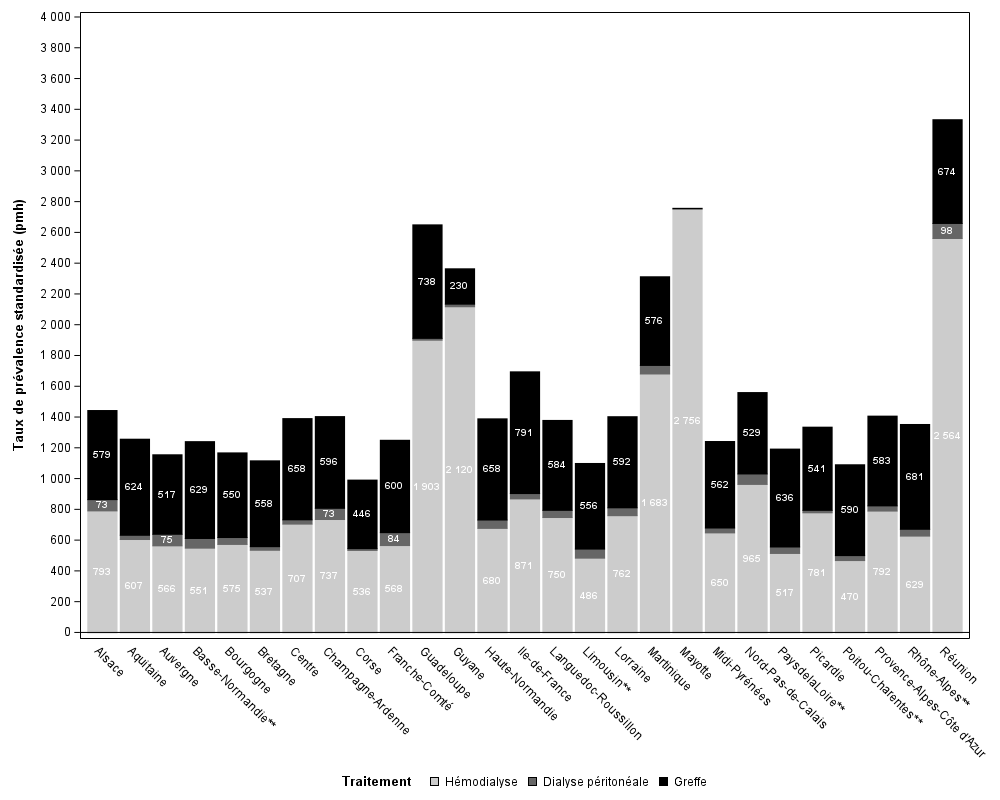 4 000
3 800
3 600
3 400
3 200
3 000
2 800
2 600
2 400
2 200
2 000
1 800
1 600
1 400
1 200
1 000
800
600
400
200
0
Taux de prévalence standardisée (pmh)
579
73
793
624
607
517
75
566
629
551
550
575
558
537
658
707
596
73
737
446
536
600
84
568
738
1 903
230
2 120
658
680
791
871
584
750
556
486
592
762
576
1 683
2 756
562
650
529
965
636
517
541
781
590
470
583
792
681
629
674
98
2 564
Alsace
Aquitaine
Auvergne
Basse-Normandie**
Bourgogne
Bretagne
Centre
Champagne-Ardenne
Corse
Franche-Comté
Guadeloupe
Guyane
Haute-Normandie
Ile-de-France
Languedoc-Roussillon
Limousin**
Lorraine
Martinique
Mayotte
Midi-Pyrénées
Nord-Pas-de-Calais
PaysdelaLoire**
Picardie
Poitou-Charentes**
Provence-Alpes-Côte d'Azur
Rhône-Alpes**
Réunion
Traitement Hémodialyse Dialyse péritonéale Greffe